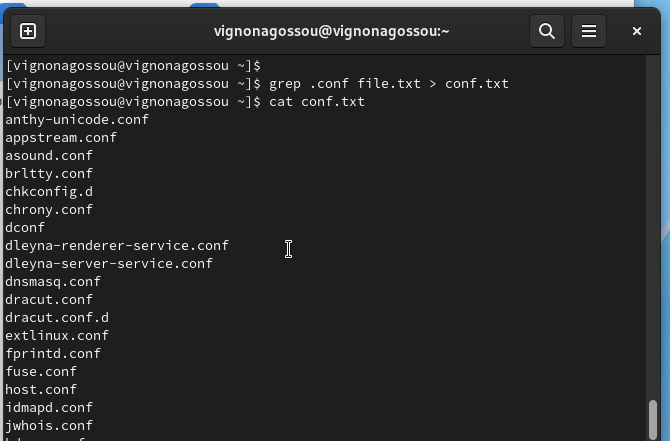 vignonagossou@vignonagossou:~
[vignonagossou@vignonagossou ~]$
[vignonagossou@vignonagossou ~]$ grep .conf file.txt > conf.txt
[vignonagossou@vignonagossou ~]$ cat conf.txt
anthy-unicode.conf
appstream.conf
asound.conf
brltty.conf
chkconfig.d
chrony.conf
dconf
dleyna-renderer-service.conf
dleyna-server-service.conf
dnsmasq.conf
dracut.conf
dracut.conf.d
extlinux.conf
fprintd.conf
fuse.conf
host.conf
idmapd.conf
jwhois.conf